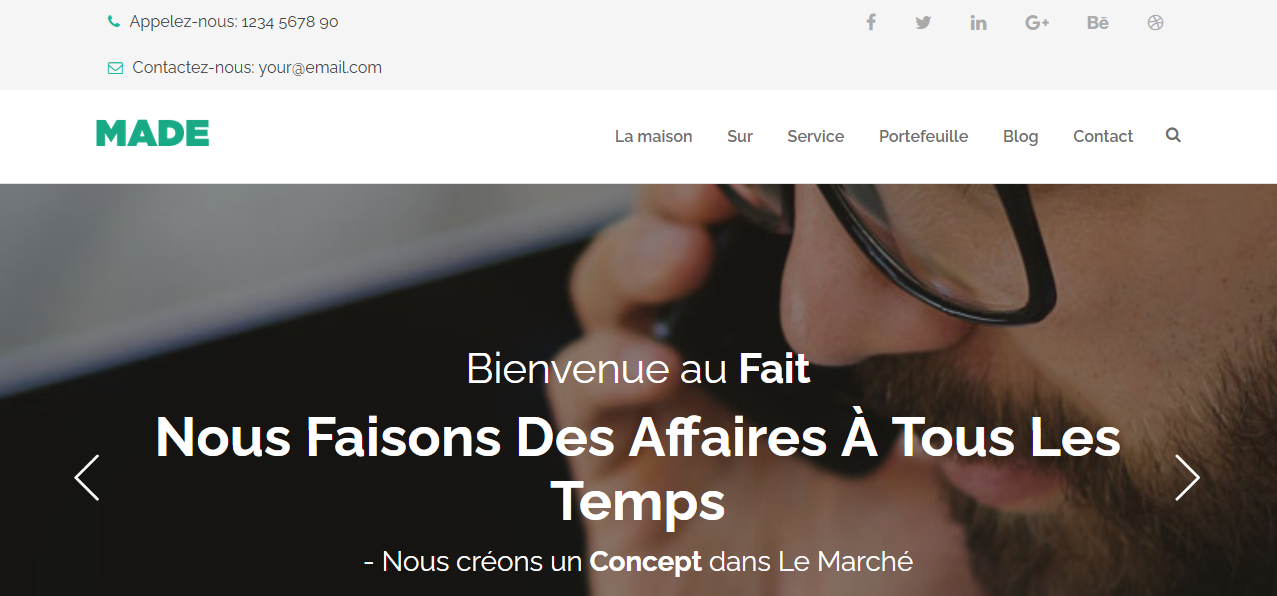 Appelez-nous: 1234 5678 90
Contactez-nous: your@email.com
MADE
La maison Sur Service Portefeuille Blog Contact
Bienvenue au Fait
Nous Faisons Des Affaires À Tous Les
Temps
- Nous créons un Concept dans Le Marché